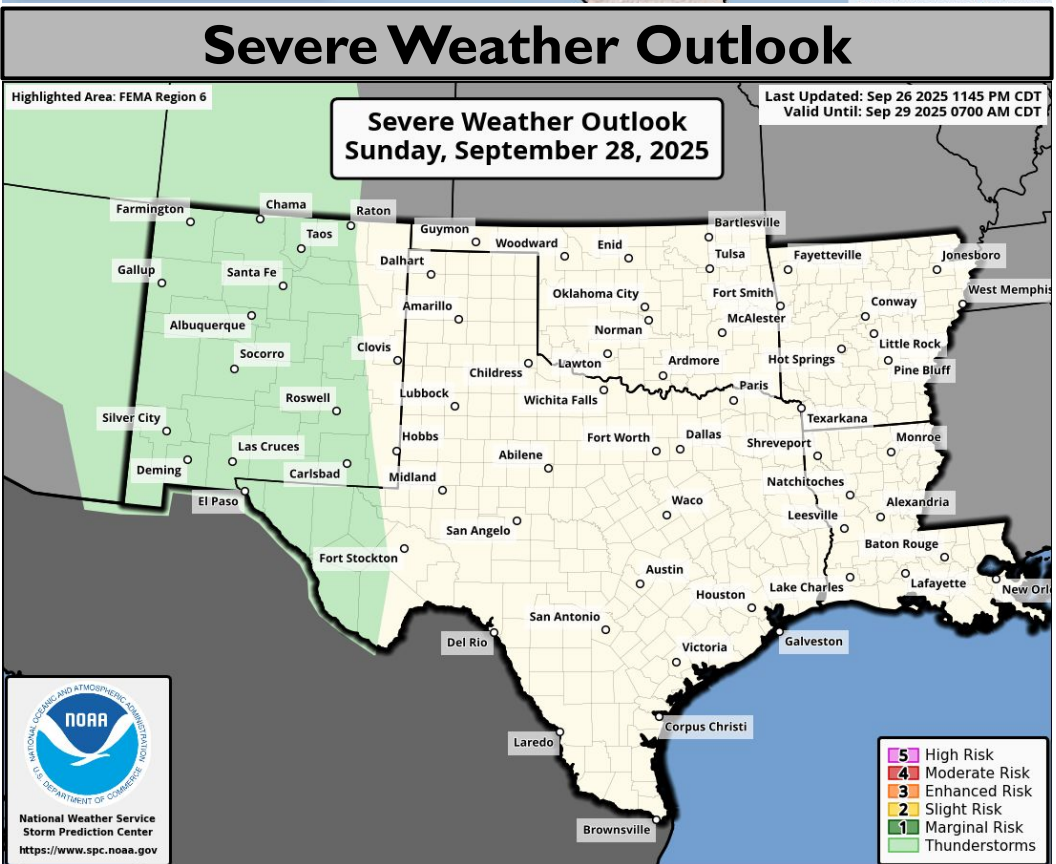 Severe Weather Outlook
Highlighted Area: FEMA Region 6
Last Updated: Sep 26 2025 1145 PM CDT
Valid Until: Sep 29 2025 0700 AM CDT
Severe Weather Outlook
Sunday, September 28, 2025
Farmington
Chama
Raton
Taos
Guymon
Woodward
Enid
Bartlesville
Tulsa
Fayetteville
Jonesboro
Gallup
Santa Fe
Dalhart
Amarillo
Oklahoma City
Fort Smith
West Memphis
Conway
Albuquerque
Norman
McAlester
Little Rock
Socorro
Clovis
Childress
Lawton
Ardmore
Hot Springs
Pine Bluff
Roswell
Lubbock
Wichita Falls
Paris
Silver City
Texarkana
Las Cruces
Hobbs
Fort Worth
Dallas
Shreveport
Monroe
Deming
Carlsbad
Midland
Abilene
Natchitoches
El Paso
San Angelo
Waco
Leesville
Alexandria
Fort Stockton
Baton Rouge
Austin
Houston
Lake Charles
Lafayette
New Orl
San Antonio
Del Rio
Victoria
Galveston
Laredo
Corpus Christi
Brownsville
NATIONAL OCEANIC AND ATMOSPHERIC ADMINISTRATION
NOAA
U.S. DEPARTMENT OF COMMERCE
National Weather Service
Storm Prediction Center
https://www.spc.noaa.gov
5 High Risk
4 Moderate Risk
3 Enhanced Risk
2 Slight Risk
1 Marginal Risk
Thunderstorms